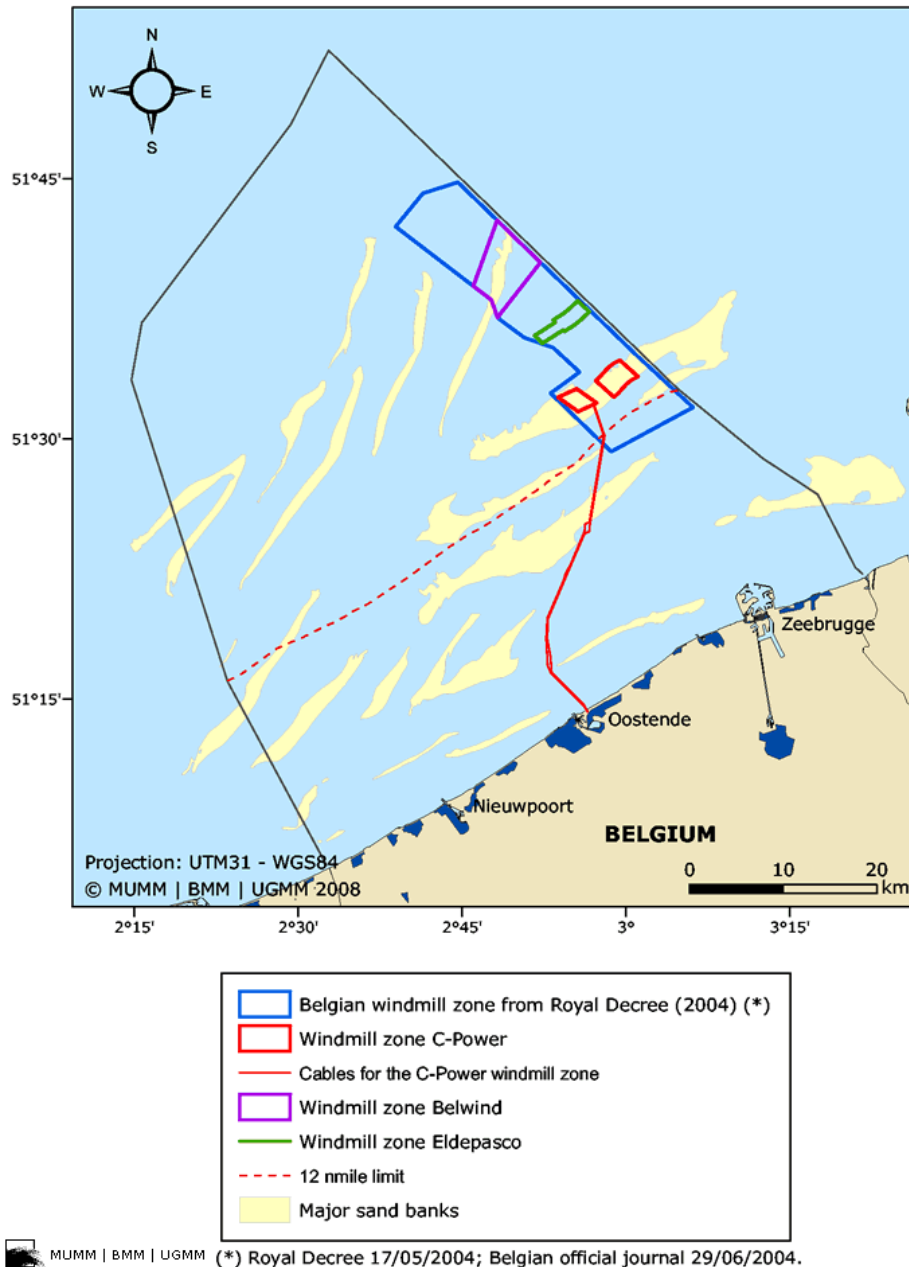 N
W E
S
51°45'
51°30'
51°15'
Zeebrugge
Oostende
Nieuwpoort
BELGIUM
Projection: UTM31 - WGS84
© MUMM | BMM | UGMM 2008
0 10 20
km
2°15' 2°30' 2°45' 3° 3°15'
Belgian windmill zone from Royal Decree (2004) (*)
Windmill zone C-Power
Cables for the C-Power windmill zone
Windmill zone Belwind
Windmill zone Eldepasco
12 nmile limit
Major sand banks
MUMM | BMM | UGMM (*) Royal Decree 17/05/2004; Belgian official journal 29/06/2004.